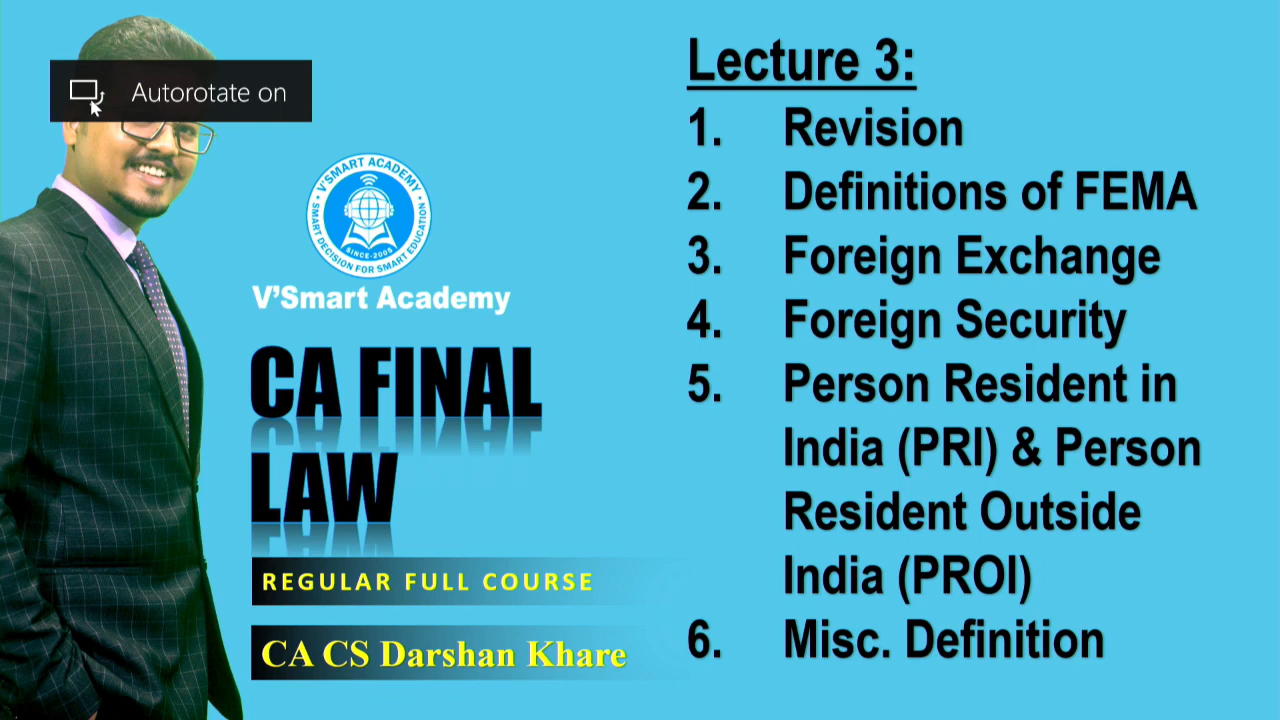 Autorotate on
V'SMART ACADEMY
SMART DECISION FOR SMART EDUCATION
SINCE-2005
V'Smart Academy
CA FINAL
LAW
REGULAR FULL COURSE
CA CS Darshan Khare
Lecture 3:
1. Revision
2. Definitions of FEMA
3. Foreign Exchange
4. Foreign Security
5. Person Resident in
India (PRI) & Person
Resident Outside
India (PROI)
6. Misc. Definition